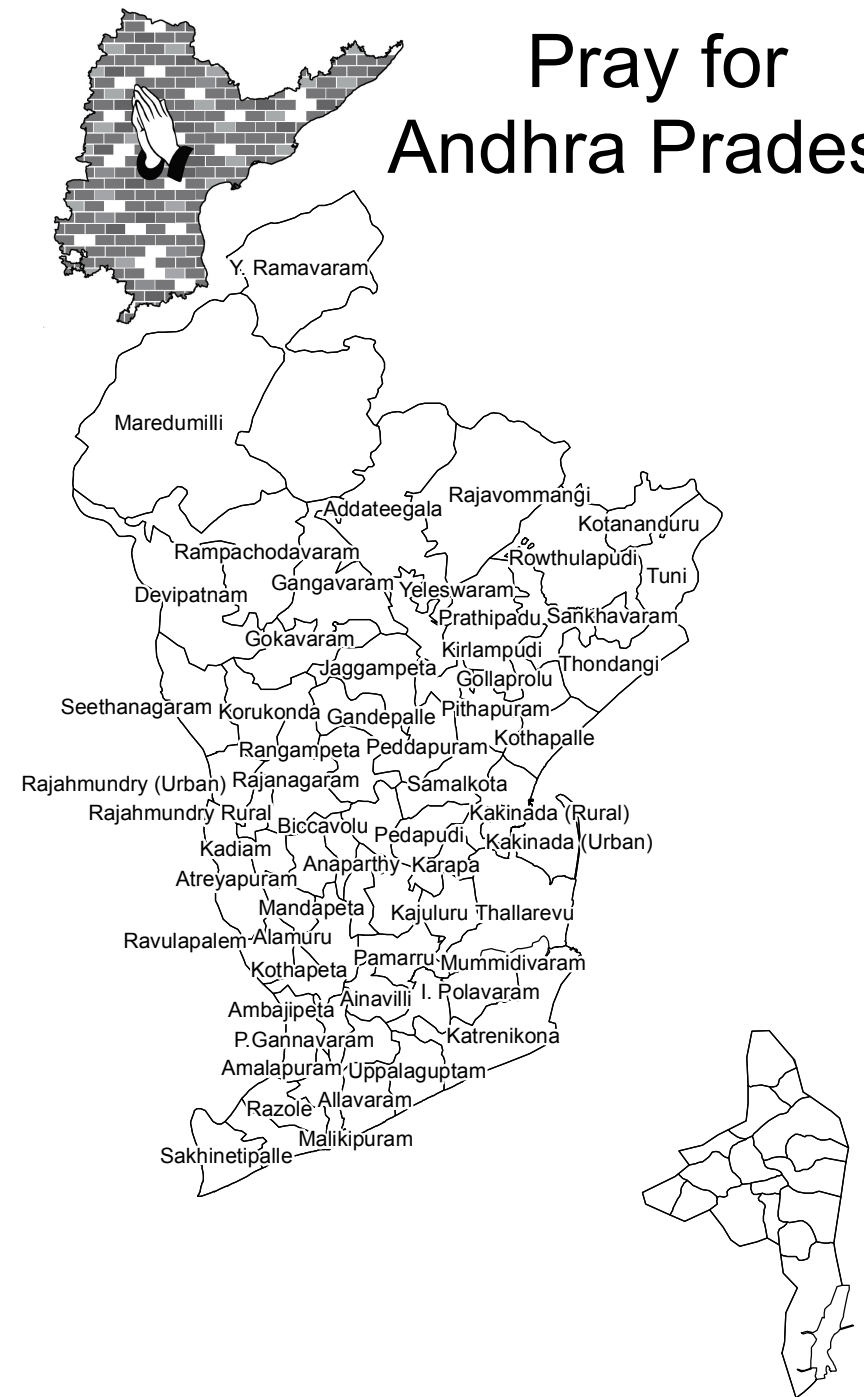 Pray for
Andhra Prades
Y. Ramavaram
Maredumilli
Rajavommangi
Addateegala
Kotananduru
Rampachodavaram
Rowthulapudi
Tuni
Gangavaram
Yeleswaram
Devipatnam
Prathipadu
Sankhavaram
Gokavaram
Kirlampudi
Jaggampeta
Thondangi
Gollaprolu
Seethanagaram
Korukonda
Gandepalle
Pithapuram
Rangampeta
Peddapuram
Kothapalle
Rajahmundry (Urban)
Rajanagaram
Samalkota
Rajahmundry Rural
Kakinada (Rural)
Biccavolu
Pedapudi
Kakinada (Urban)
Kadiam
Anaparthy
Karapa
Atreyapuram
Mandapeta
Kajuluru
Thallarevu
Ravulapalem
Alamuru
Pamarru
Mummidivaram
Kothapeta
Ainavilli
I. Polavaram
Ambajipeta
P.Gannavaram
Katrenikona
Amalapuram
Uppalaguptam
Razole
Allavaram
Malikipuram
Sakhinetipalle